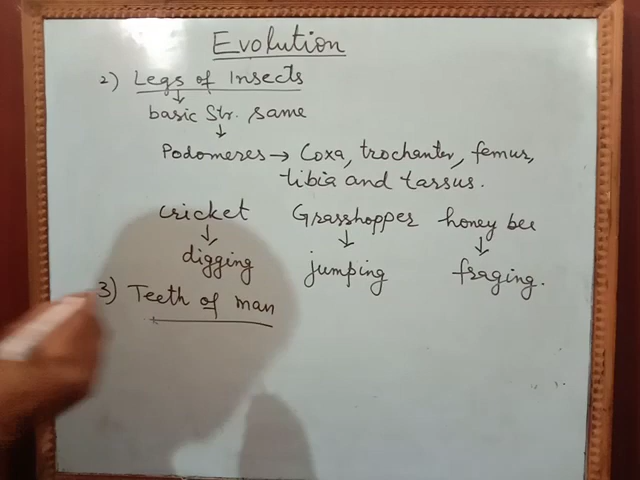 Evolution
2) Legs of Insects
↓
basic Str. same
↓
Podomeres → Coxa, trochanter, femur,
tibia and tarsus.
cricket Grasshopper honey bee
↓ ↓ ↓
digging jumping fraging.
3) Teeth of man